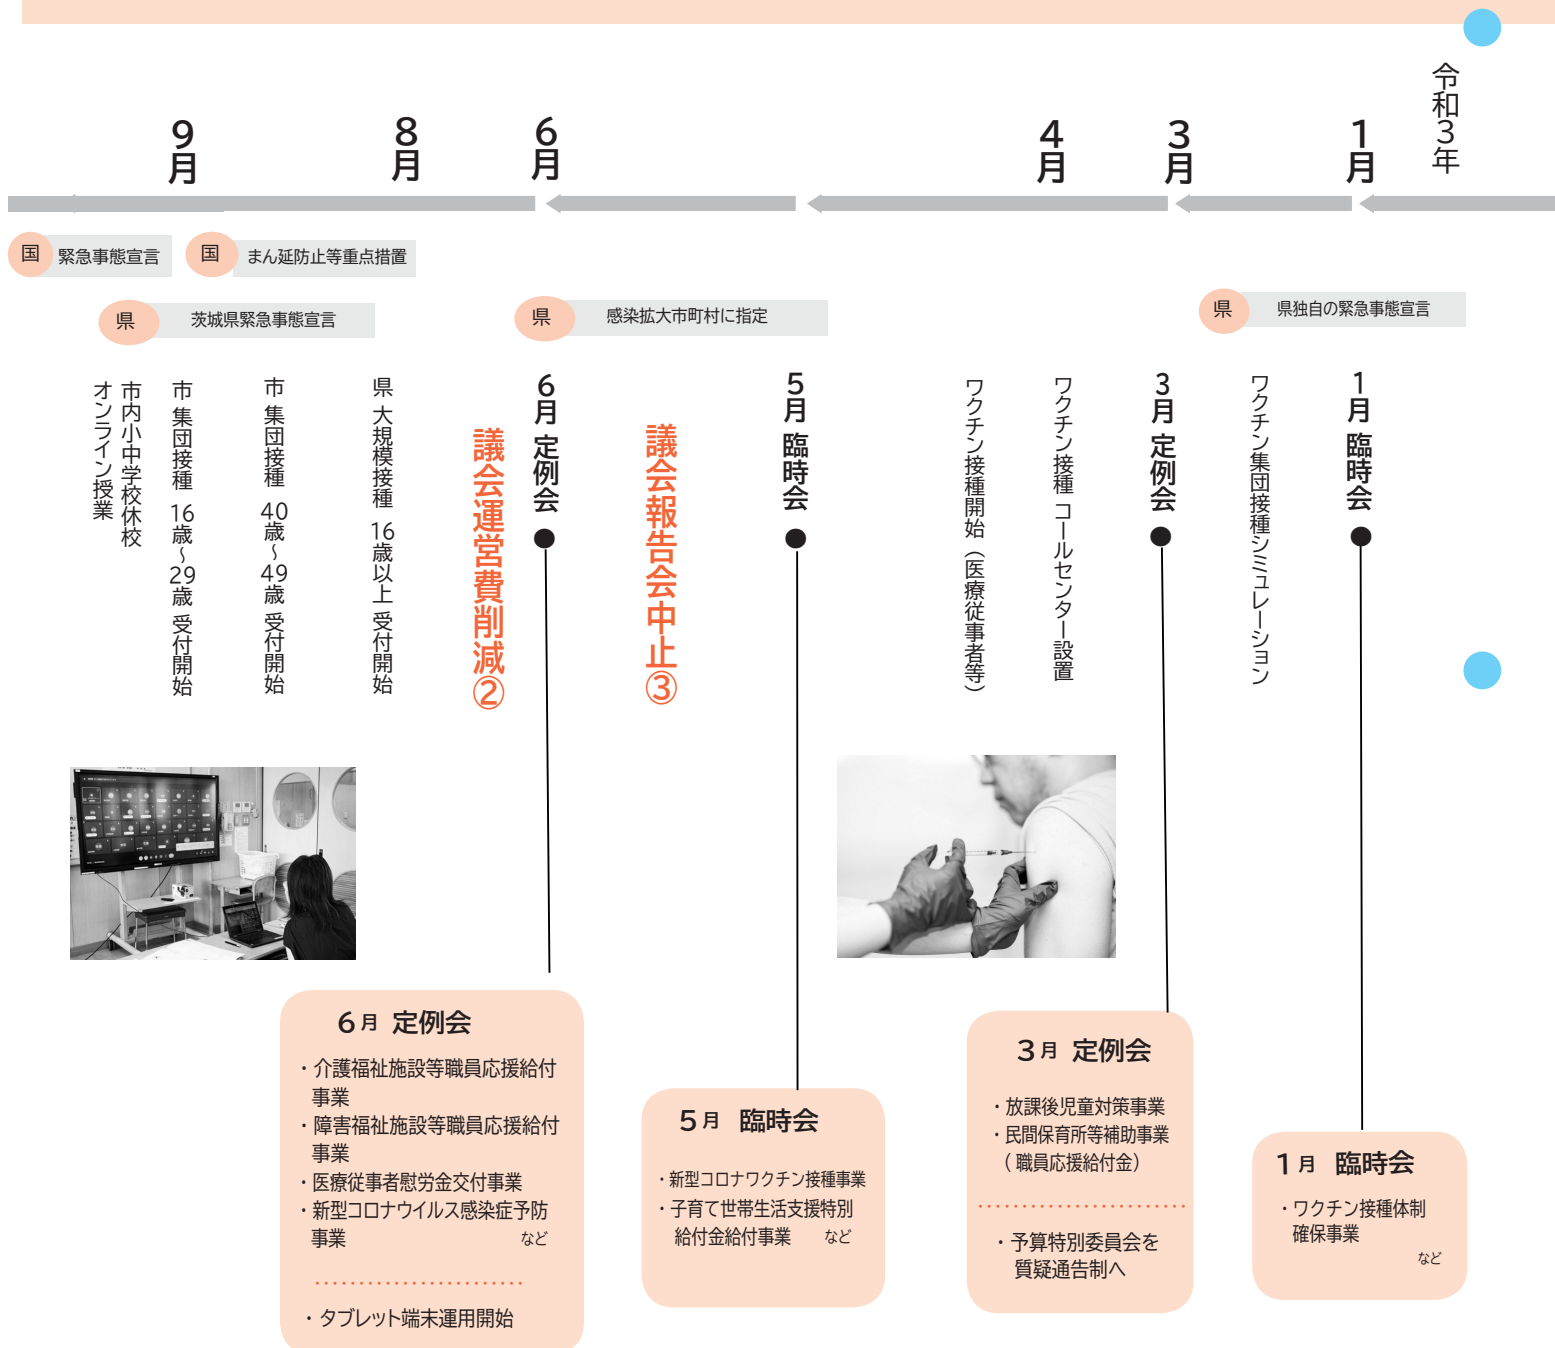 令和3年
1月
3月
4月
6月
8月
9月
県
県独自の緊急事態宣言
県
感染拡大市町村に指定
国
まん延防止等重点措置
県
茨城県緊急事態宣言
国
緊急事態宣言
1月 臨時会
ワクチン集団接種シミュレーション
3月 定例会
ワクチン接種 コールセンター設置
ワクチン接種開始(医療従事者等)
5月 臨時会
議会報告会中止③
6月 定例会
議会運営費削減②
県 大規模接種 16歳以上 受付開始
市 集団接種 40歳~49歳 受付開始
市 集団接種 16歳~29歳 受付開始
市内小中学校休校
オンライン授業
1月 臨時会
・ワクチン接種体制
確保事業
など
3月 定例会
・放課後児童対策事業
・民間保育所等補助事業
(職員応援給付金)
・予算特別委員会を
質疑通告制へ
5月 臨時会
・新型コロナワクチン接種事業
・子育て世帯生活支援特別
給付金給付事業 など
6月 定例会
・介護福祉施設等職員応援給付
事業
・障害福祉施設等職員応援給付
事業
・医療従事者慰労金交付事業
・新型コロナウイルス感染症予防
事業 など
・タブレット端末運用開始